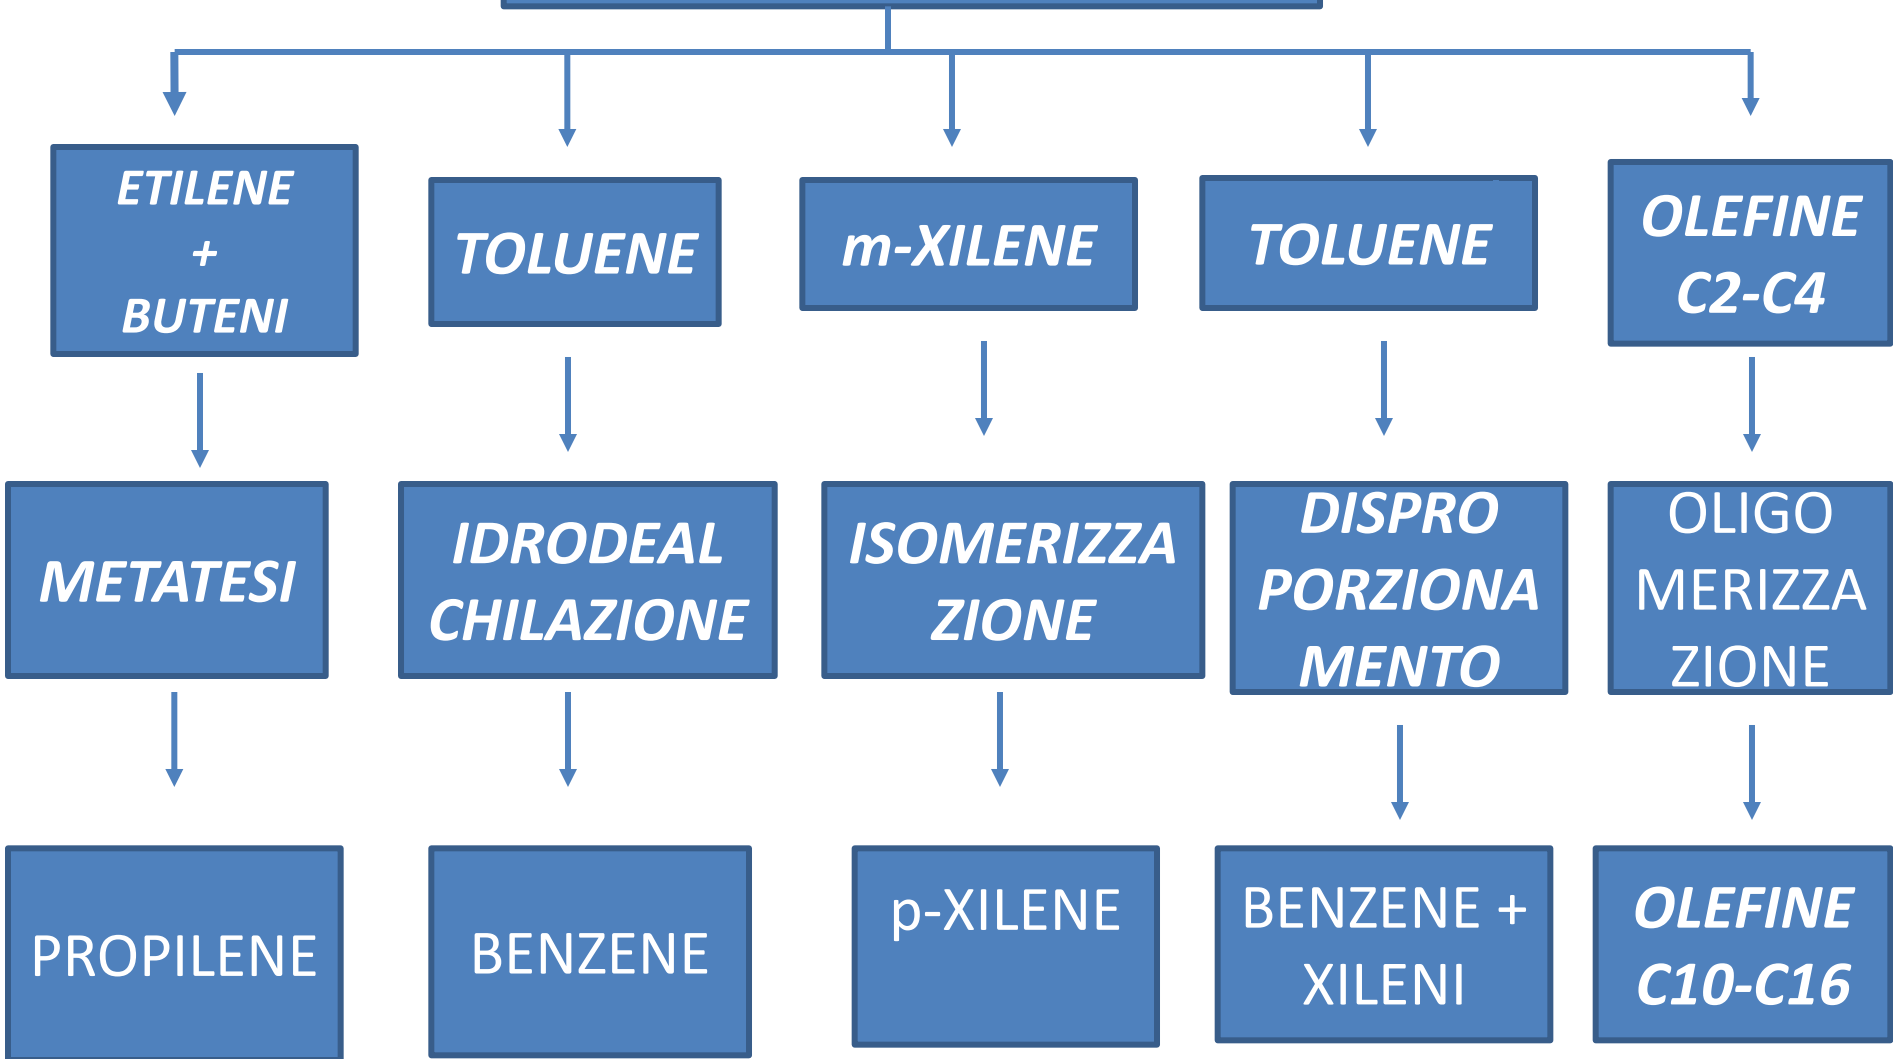 ETILENE
+
BUTENI
TOLUENE
m-XILENE
TOLUENE
OLEFINE
C2-C4
METATESI
IDRODEAL
CHILAZIONE
ISOMERIZZA
ZIONE
DISPRO
PORZIONA
MENTO
OLIGO
MERIZZA
ZIONE
PROPILENE
BENZENE
p-XILENE
BENZENE +
XILENI
OLEFINE
C10-C16